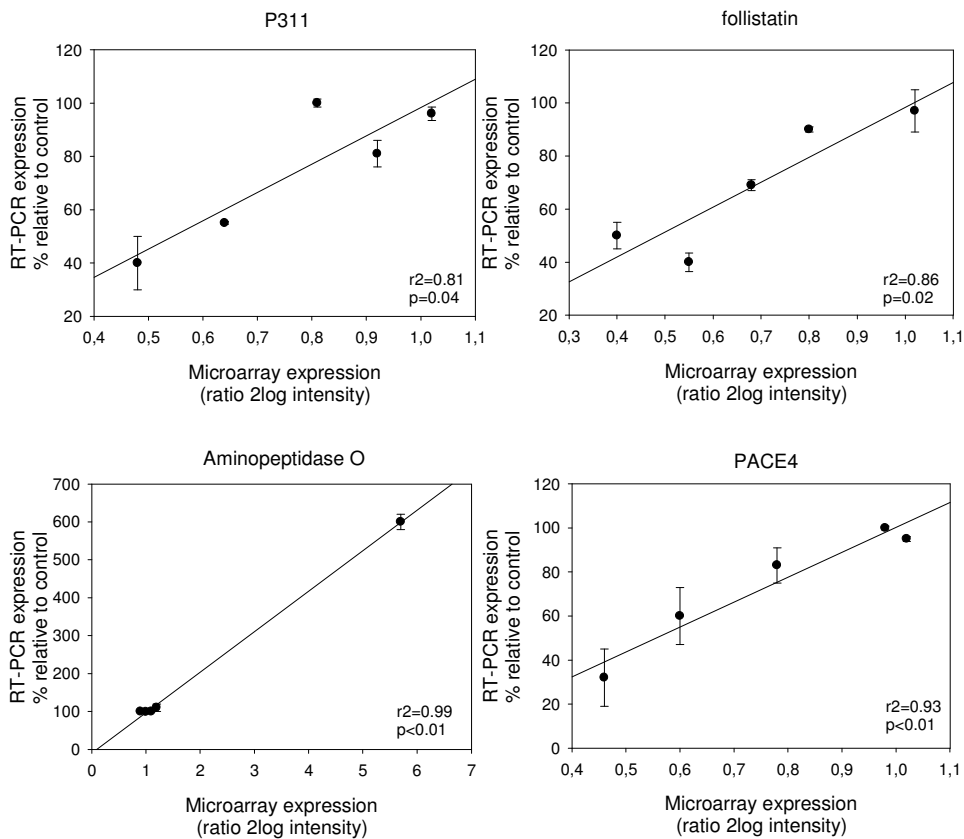 P311
120
100
80
60
40
20
RT-PCR expression
% relative to control
r2=0.81
p=0.04
0,4 0,5 0,6 0,7 0,8 0,9 1,0 1,1
Microarray expression
(ratio 2log intensity)
follistatin
120
100
80
60
40
20
RT-PCR expression
% relative to control
r2=0.86
p=0.02
0,3 0,4 0,5 0,6 0,7 0,8 0,9 1,0 1,1
Microarray expression
(ratio 2log intensity)
Aminopeptidase O
700
600
500
400
300
200
100
0
RT-PCR expression
% relative to control
r2=0.99
p<0.01
0 1 2 3 4 5 6 7
Microarray expression
(ratio 2log intensity)
PACE4
120
100
80
60
40
20
0
RT-PCR expression
% relative to control
r2=0.93
p<0.01
0,4 0,5 0,6 0,7 0,8 0,9 1,0 1,1
Microarray expression
(ratio 2log intensity)